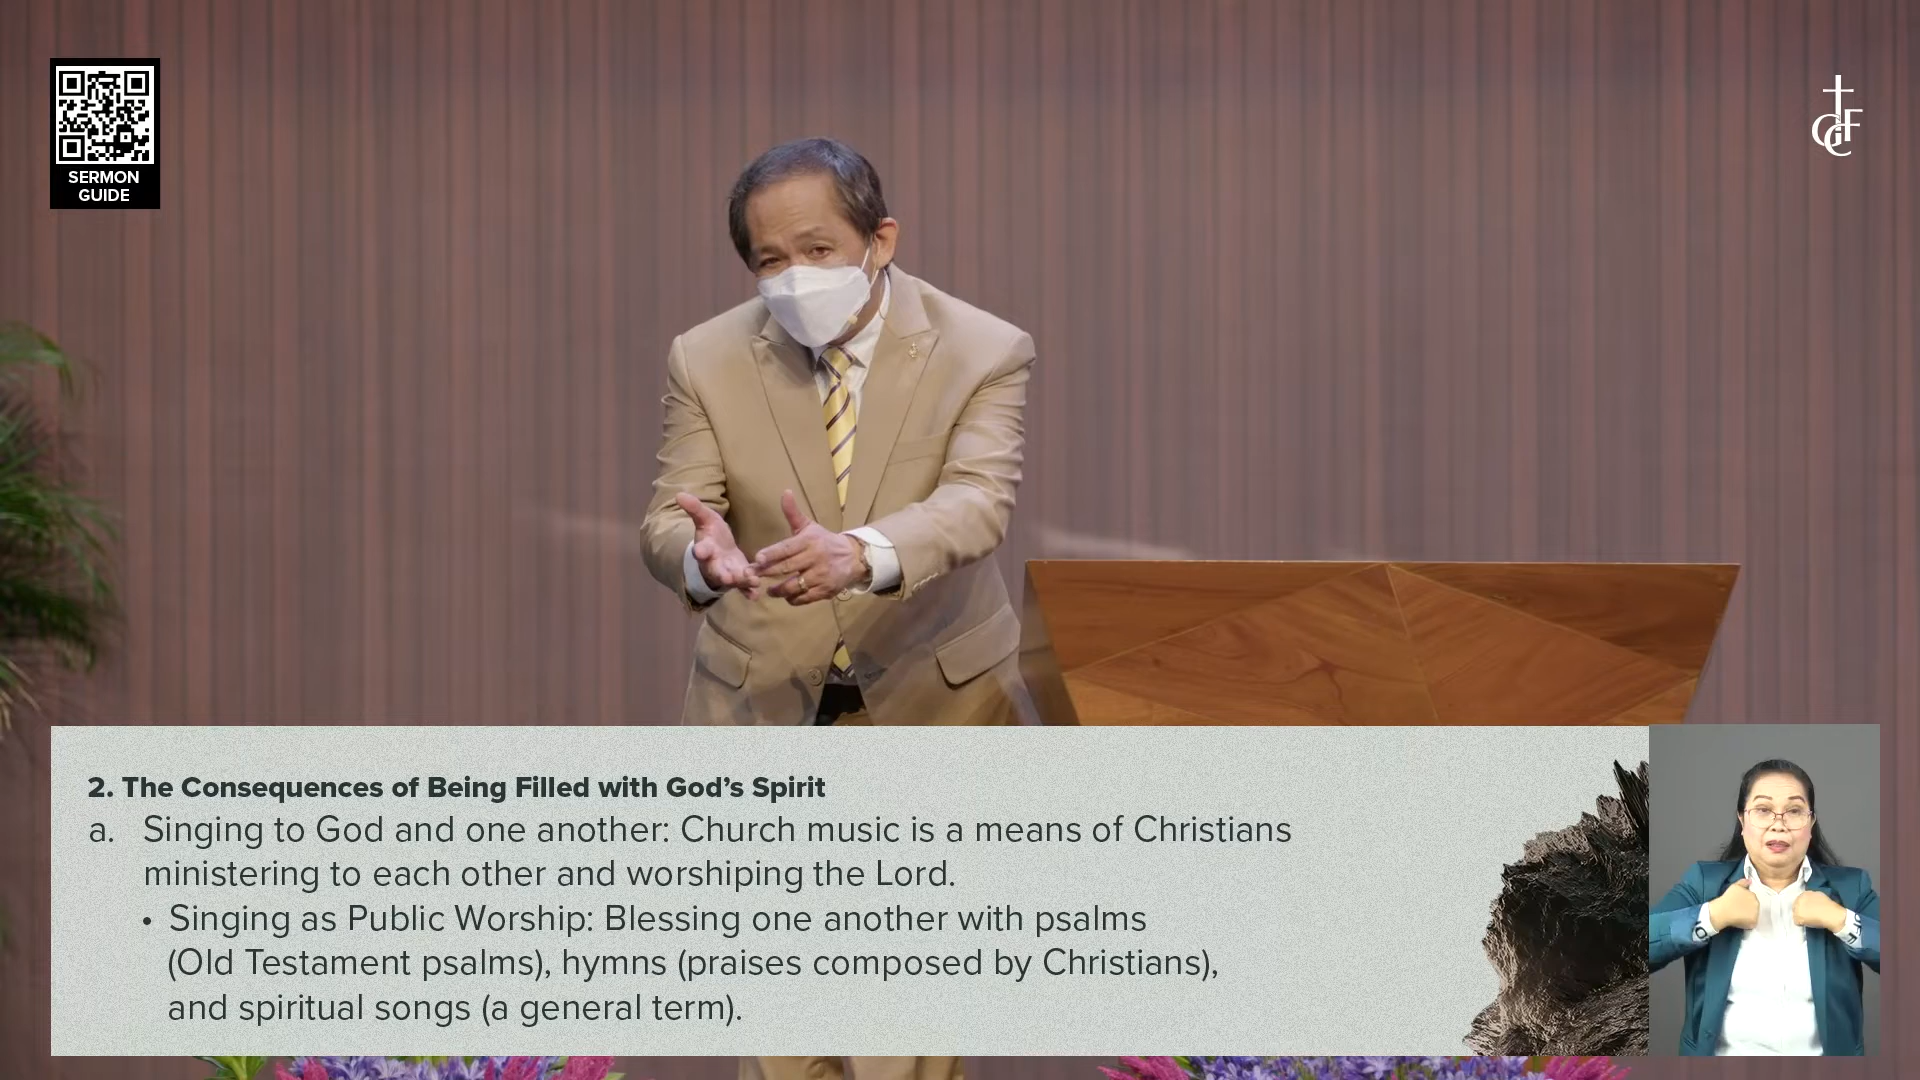 SERMON
GUIDE
GCF
2. The Consequences of Being Filled with God's Spirit
a. Singing to God and one another: Church music is a means of Christians
ministering to each other and worshiping the Lord.
• Singing as Public Worship: Blessing one another with psalms
(Old Testament psalms), hymns (praises composed by Christians),
and spiritual songs (a general term).